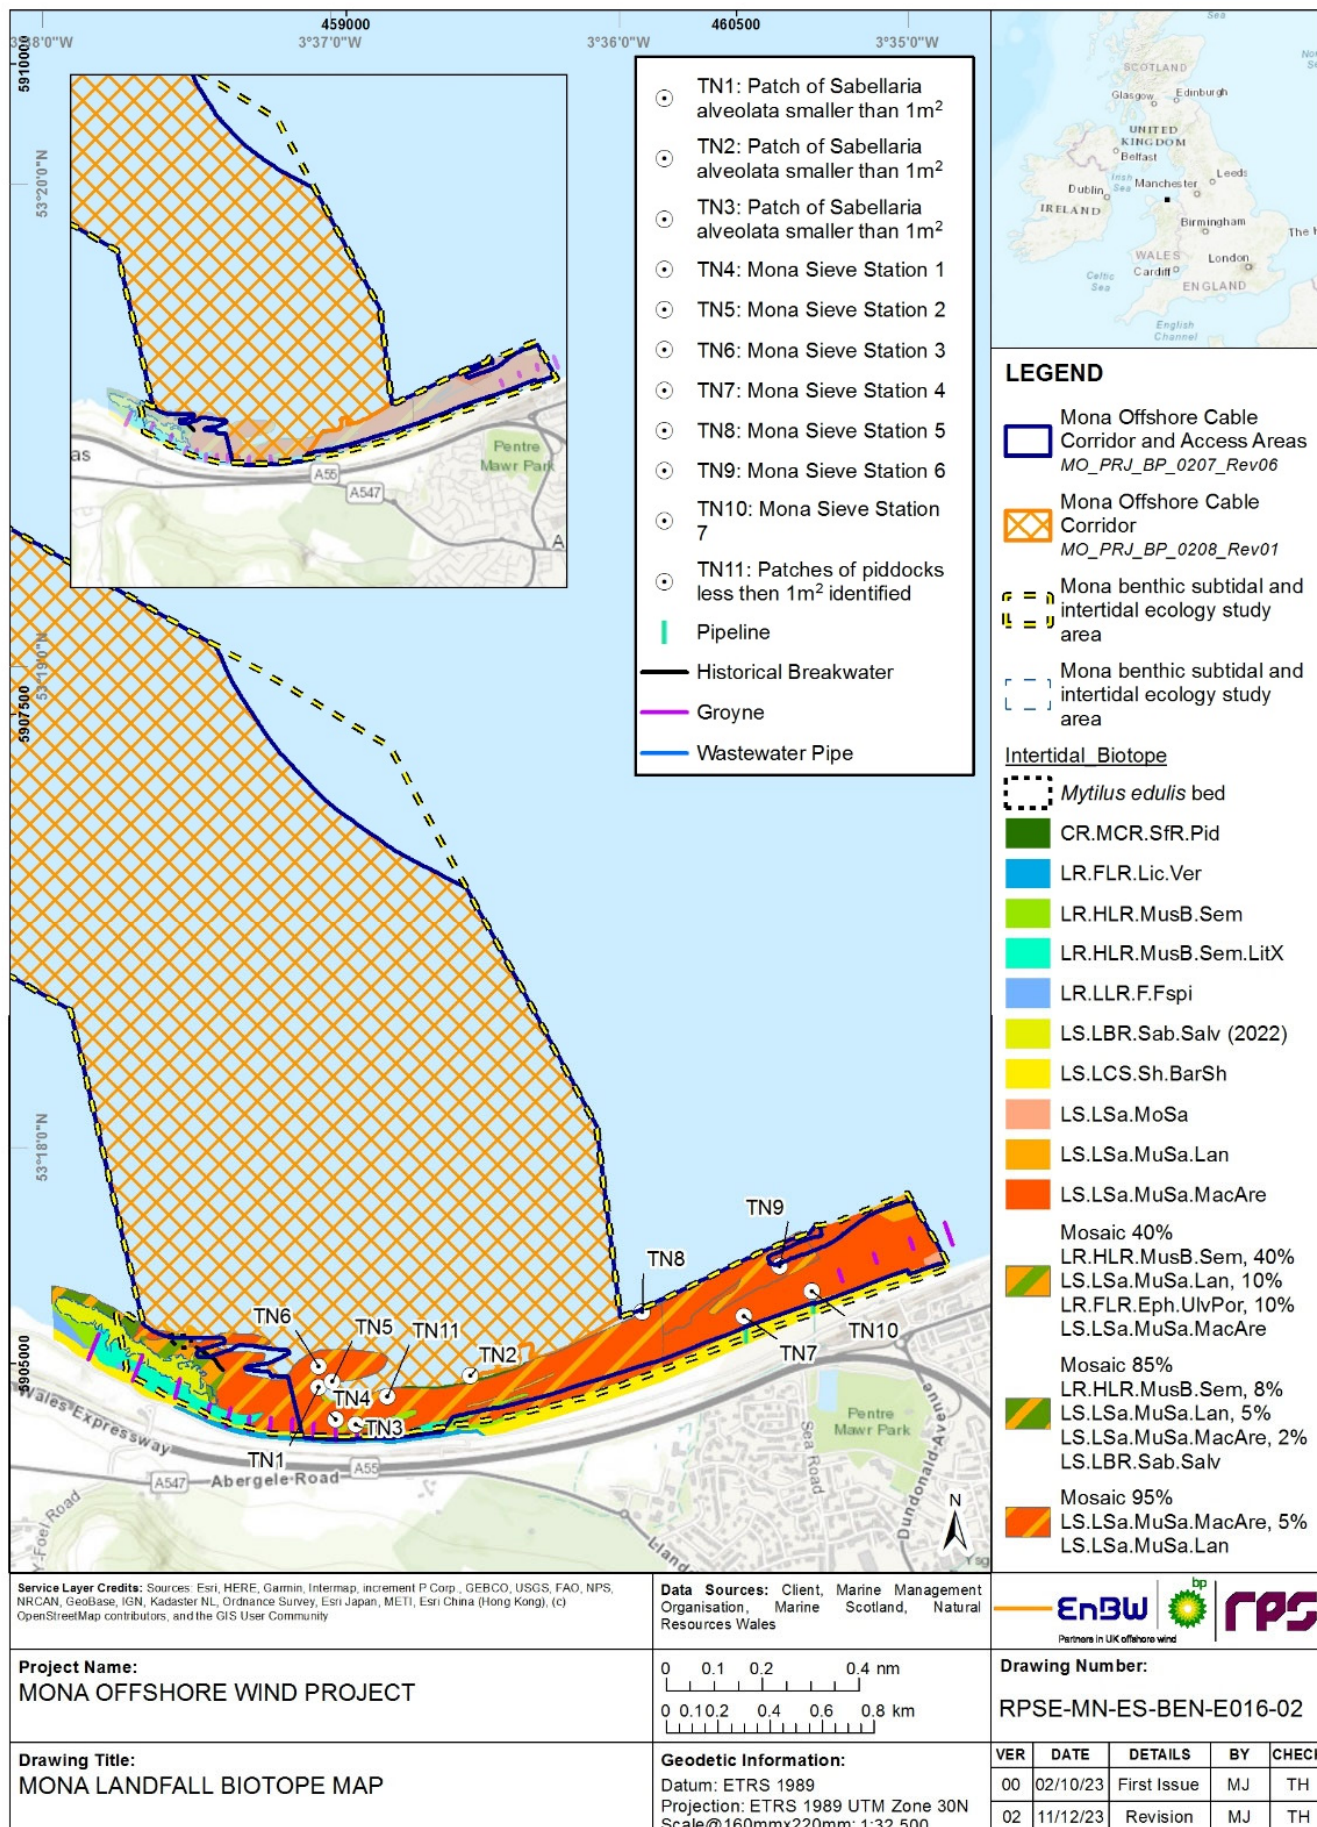 459000
460500
3°38'0"W
3°37'0"W
3°36'0"W
3°35'0"W
5910000
53°20'0"N
53°19'0"N
5907500
53°18'0"N
5905000
as
A55
A547
Pentre
Mawr Park
A
TN1: Patch of Sabellaria
alveolata smaller than 1m²
TN2: Patch of Sabellaria
alveolata smaller than 1m²
TN3: Patch of Sabellaria
alveolata smaller than 1m²
TN4: Mona Sieve Station 1
TN5: Mona Sieve Station 2
TN6: Mona Sieve Station 3
TN7: Mona Sieve Station 4
TN8: Mona Sieve Station 5
TN9: Mona Sieve Station 6
TN10: Mona Sieve Station
7
TN11: Patches of piddocks
less then 1m² identified
Pipeline
Historical Breakwater
Groyne
Wastewater Pipe
Sea
SCOTLAND
Glasgow
Edinburgh
UNITED
KINGDOM
Belfast
Irish
Sea
Dublin
Manchester
Leeds
IRELAND
Birmingham
WALES
Cardiff
London
ENGLAND
Celtic
Sea
English
Channel
LEGEND
Mona Offshore Cable
Corridor and Access Areas
MO_PRJ_BP_0207_Rev06
Mona Offshore Cable
Corridor
MO_PRJ_BP_0208_Rev01
Mona benthic subtidal and
intertidal ecology study
area
Mona benthic subtidal and
intertidal ecology study
area
Intertidal_Biotope
Mytilus edulis bed
CR.MCR.SfR.Pid
LR.FLR.Lic.Ver
LR.HLR.MusB.Sem
LR.HLR.MusB.Sem.LitX
LR.LLR.F.Fspi
LS.LBR.Sab.Salv (2022)
LS.LCS.Sh.BarSh
LS.LSa.MoSa
LS.LSa.MuSa.Lan
LS.LSa.MuSa.MacAre
Mosaic 40%
LR.HLR.MusB.Sem, 40%
LS.LSa.MuSa.Lan, 10%
LR.FLR.Eph.UlvPor, 10%
LS.LSa.MuSa.MacAre
Mosaic 85%
LR.HLR.MusB.Sem, 8%
LS.LSa.MuSa.Lan, 5%
LS.LSa.MuSa.MacAre, 2%
LS.LBR.Sab.Salv
Mosaic 95%
LS.LSa.MuSa.MacAre, 5%
LS.LSa.MuSa.Lan
TN9
TN8
TN6
TN5
TN11
TN2
TN10
TN7
TN4
TN3
TN1
Wales Expressway
A547
Abergele Road
A55
Y-Foel Road
Sea Road
Pentre
Mawr Park
Dundonald Avenue
N
Service Layer Credits: Sources: Esri, HERE, Garmin, Intermap, increment P Corp., GEBCO, USGS, FAO, NPS,
NRCAN, GeoBase, IGN, Kadaster NL, Ordnance Survey, Esri Japan, METI, Esri China (Hong Kong), (c)
OpenStreetMap contributors, and the GIS User Community
Data Sources: Client, Marine Management
Organisation, Marine Scotland, Natural
Resources Wales
EnBW
bp
rps
Partners in UK offshore wind
Project Name:
MONA OFFSHORE WIND PROJECT
0 0.1 0.2 0.4 nm
0 0.1 0.2 0.4 0.6 0.8 km
Drawing Number:
RPSE-MN-ES-BEN-E016-02
Drawing Title:
MONA LANDFALL BIOTOPE MAP
Geodetic Information:
Datum: ETRS 1989
Projection: ETRS 1989 UTM Zone 30N
Scale@160mmx220mm: 1:32,500
VER DATE DETAILS BY CHECK
00 02/10/23 First Issue MJ TH
02 11/12/23 Revision MJ TH